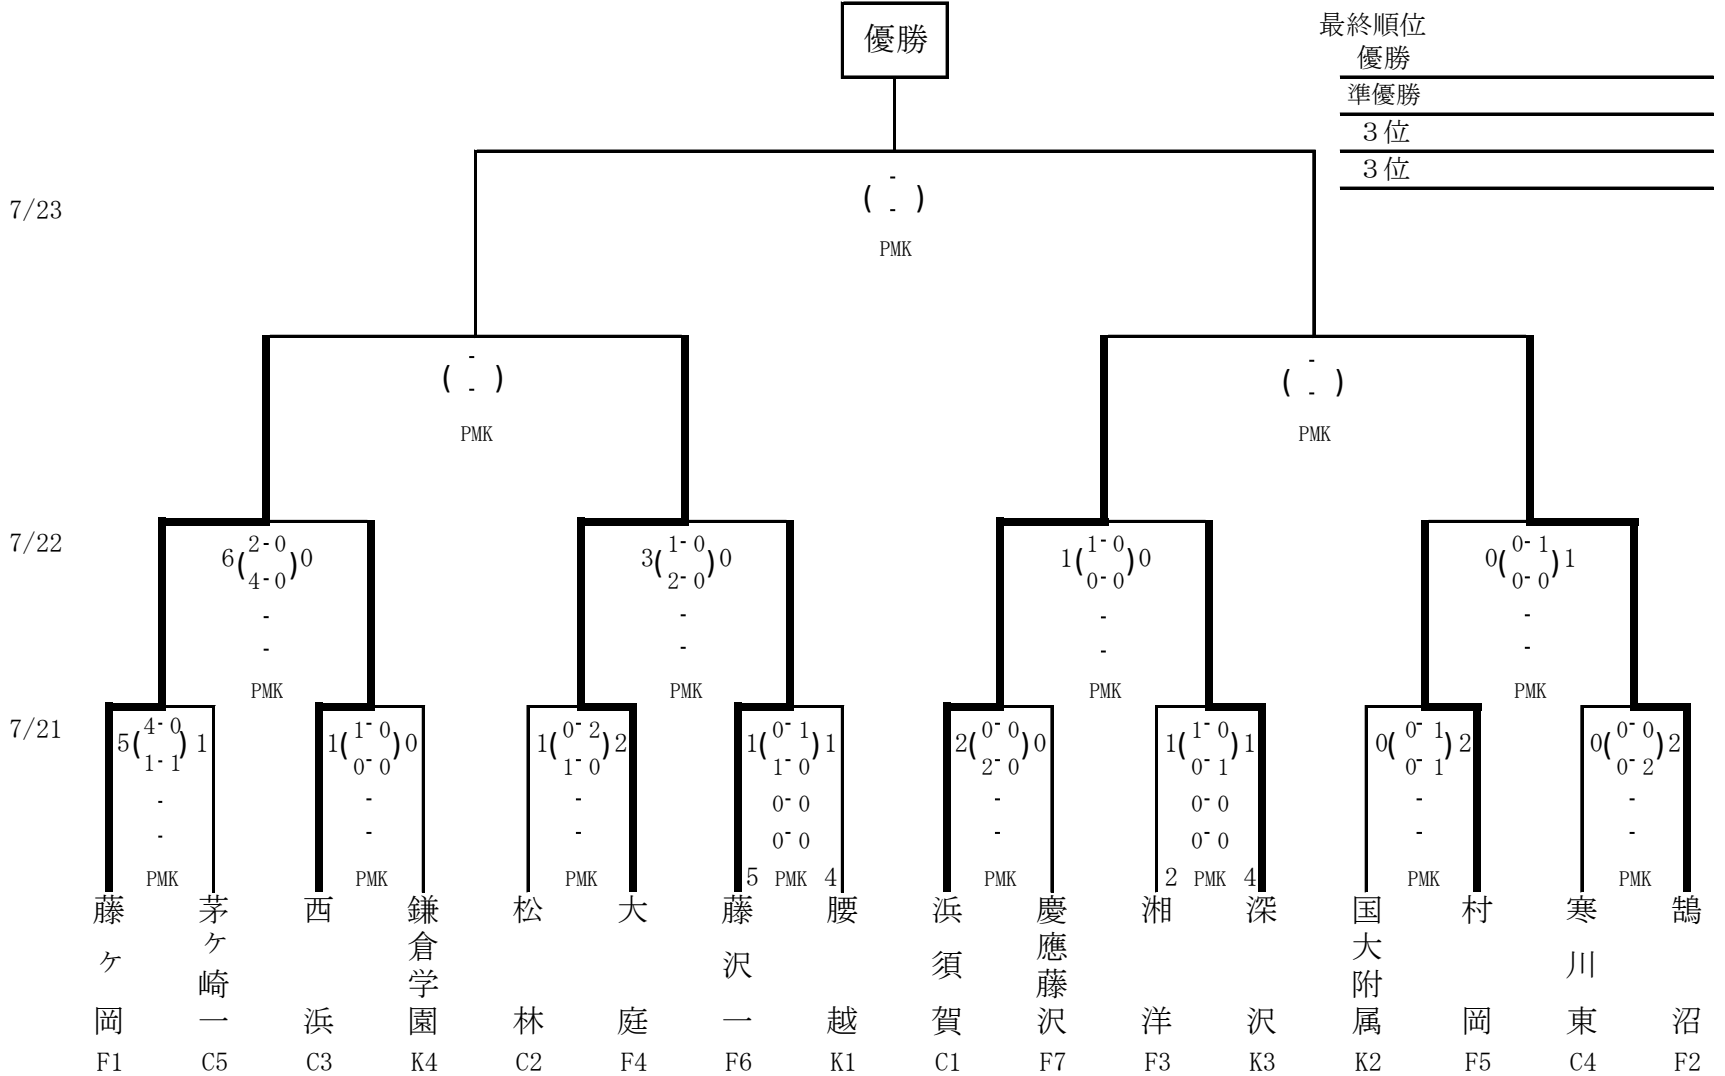 優勝
最終順位
優勝
準優勝
３位
３位
7/23
-
( - )
PMK
-
( - )
PMK
-
( - )
PMK
7/22
2-0
6( )0
4-0
-
-
PMK
1-0
3( )0
2-0
-
-
PMK
1-0
1( )0
0-0
-
-
PMK
0-1
0( )1
0-0
-
-
PMK
7/21
4-0
5( )1
1-1
-
-
PMK
1-0
1( )0
0-0
-
-
PMK
0-2
1( )2
1-0
-
-
PMK
0-1
1( )1
1-0
0-0
0-0
5 PMK 4
0-0
2( )0
2-0
-
-
PMK
1-0
1( )1
0-1
0-0
0-0
2 PMK 4
0-1
0( )2
0-1
-
-
PMK
0-0
0( )2
0-2
-
-
PMK
藤ヶ岡
茅ヶ崎一
西浜
鎌倉学園
松林
大庭
藤沢一
腰越
浜須賀
慶應藤沢
湘洋
深沢
国大附属
村岡
寒川東
鵠沼
F1 C5 C3 K4 C2 F4 F6 K1 C1 F7 F3 K3 K2 F5 C4 F2